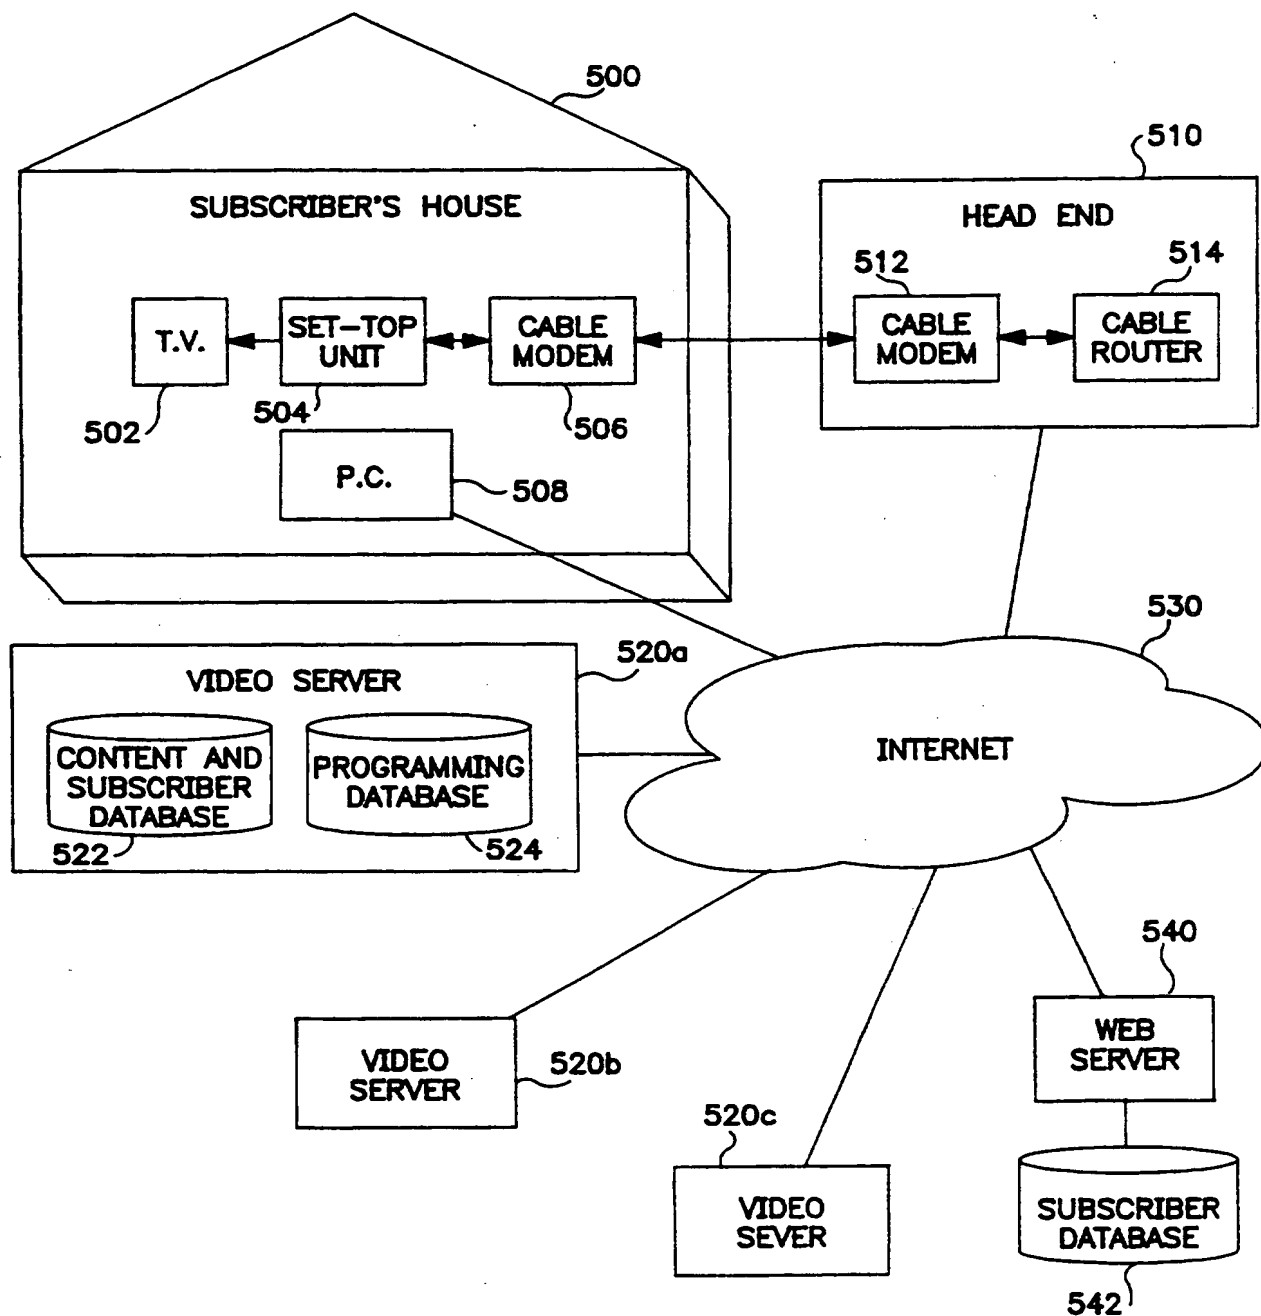 500
510
SUBSCRIBER'S HOUSE
HEAD END
512
514
T.V.
SET-TOP
UNIT
CABLE
MODEM
CABLE
MODEM
CABLE
ROUTER
502
504
506
P.C.
508
530
520a
VIDEO SERVER
CONTENT AND
SUBSCRIBER
DATABASE
PROGRAMMING
DATABASE
INTERNET
522
524
540
WEB
SERVER
VIDEO
SERVER
520b
520c
VIDEO
SEVER
SUBSCRIBER
DATABASE
542